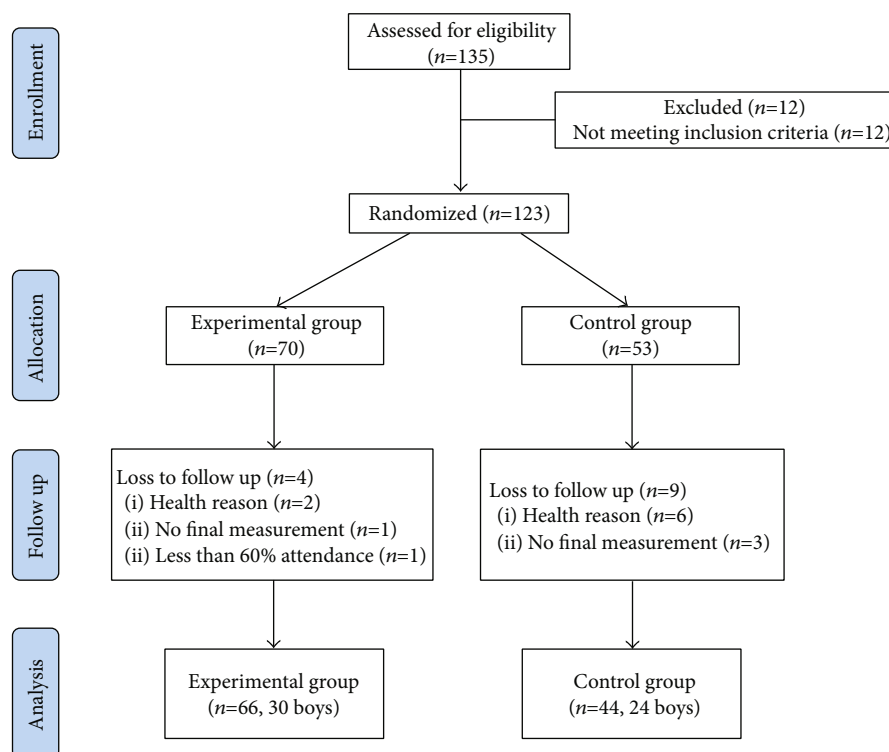 Enrollment
Assessed for eligibility
(n=135)
Excluded (n=12)
Not meeting inclusion criteria (n=12)
Randomized (n=123)
Allocation
Experimental group
(n=70)
Control group
(n=53)
Follow up
Loss to follow up (n=4)
(i) Health reason (n=2)
(ii) No final measurement (n=1)
(ii) Less than 60% attendance (n=1)
Loss to follow up (n=9)
(i) Health reason (n=6)
(ii) No final measurement (n=3)
Analysis
Experimental group
(n=66, 30 boys)
Control group
(n=44, 24 boys)